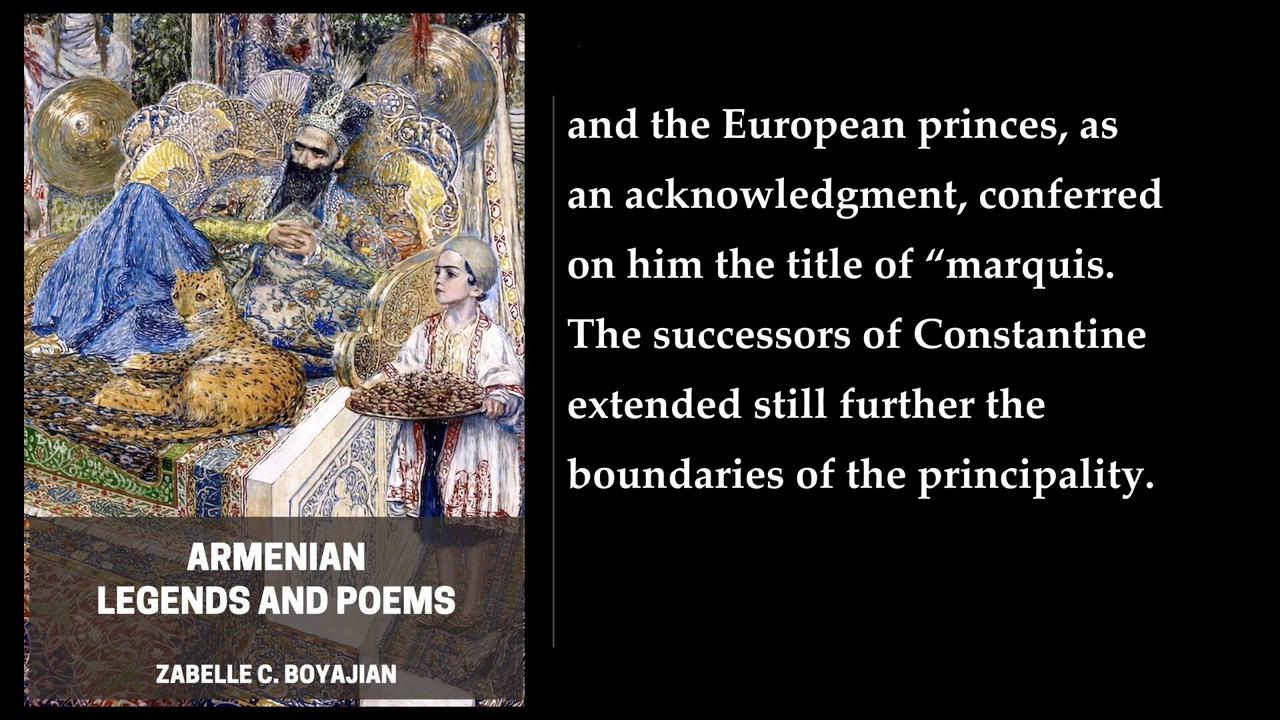 and the European princes, as
an acknowledgment, conferred
on him the title of “marquis.
The successors of Constantine
extended still further the
boundaries of the principality.
ARMENIAN
LEGENDS AND POEMS
ZABELLE C. BOYAJIAN